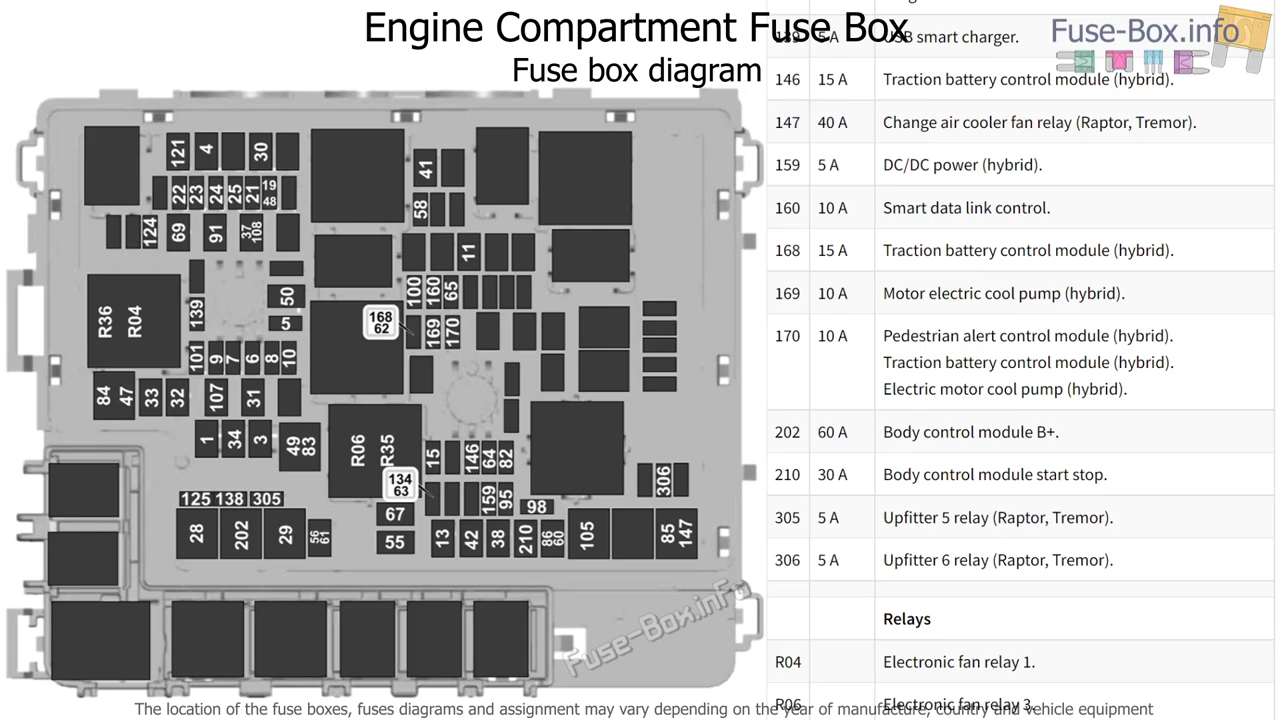 Engine Compartment Fuse Box
Fuse box diagram
Fuse-Box.info
139 5 A USB smart charger.
146 15 A Traction battery control module (hybrid).
147 40 A Change air cooler fan relay (Raptor, Tremor).
159 5 A DC/DC power (hybrid).
160 10 A Smart data link control.
168 15 A Traction battery control module (hybrid).
169 10 A Motor electric cool pump (hybrid).
170 10 A Pedestrian alert control module (hybrid).
Traction battery control module (hybrid).
Electric motor cool pump (hybrid).
202 60 A Body control module B+.
210 30 A Body control module start stop.
305 5 A Upfitter 5 relay (Raptor, Tremor).
306 5 A Upfitter 6 relay (Raptor, Tremor).
Relays
R04 Electronic fan relay 1.
R06 Electronic fan relay 3.
121 4 30 41
22 23 24 25 21 19 48 58
124 69 91 37 108 11
100 160 65
R36 R04 139 50 5 168 62 169 170
101 9 7 6 8 10
84 47 33 32 107 31
1 34 3 49 83 R06 R35 15 146 64 82
134 63 159 95 98 306
125 138 305 67
28 202 29 56 61 55 13 42 38 210 86 60 105 85 147
Fuse-Box.info
The location of the fuse boxes, fuses diagrams and assignment may vary depending on the year of manufacture, country and vehicle equipment